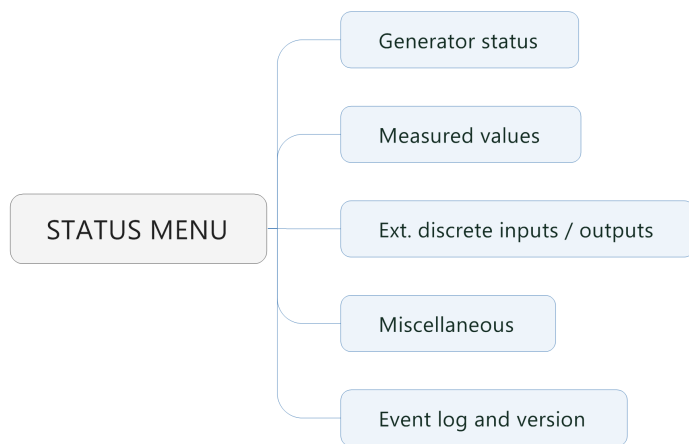 Generator status
Measured values
STATUS MENU
Ext. discrete inputs / outputs
Miscellaneous
Event log and version